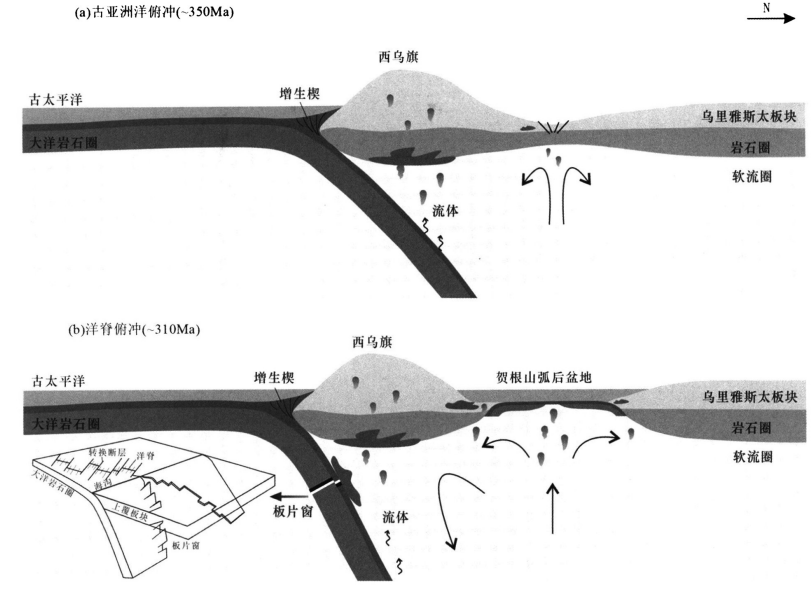 (a)古亚洲洋俯冲(~350Ma)
N
西乌旗
古太平洋
增生楔
乌里雅斯太板块
大洋岩石圈
岩石圈
软流圈
流体
(b)洋脊俯冲(~310Ma)
西乌旗
古太平洋
增生楔
贺根山弧后盆地
乌里雅斯太板块
大洋岩石圈
岩石圈
软流圈
转换断层
洋脊
海沟
大洋岩石圈
上覆板块
板片窗
板片窗
流体